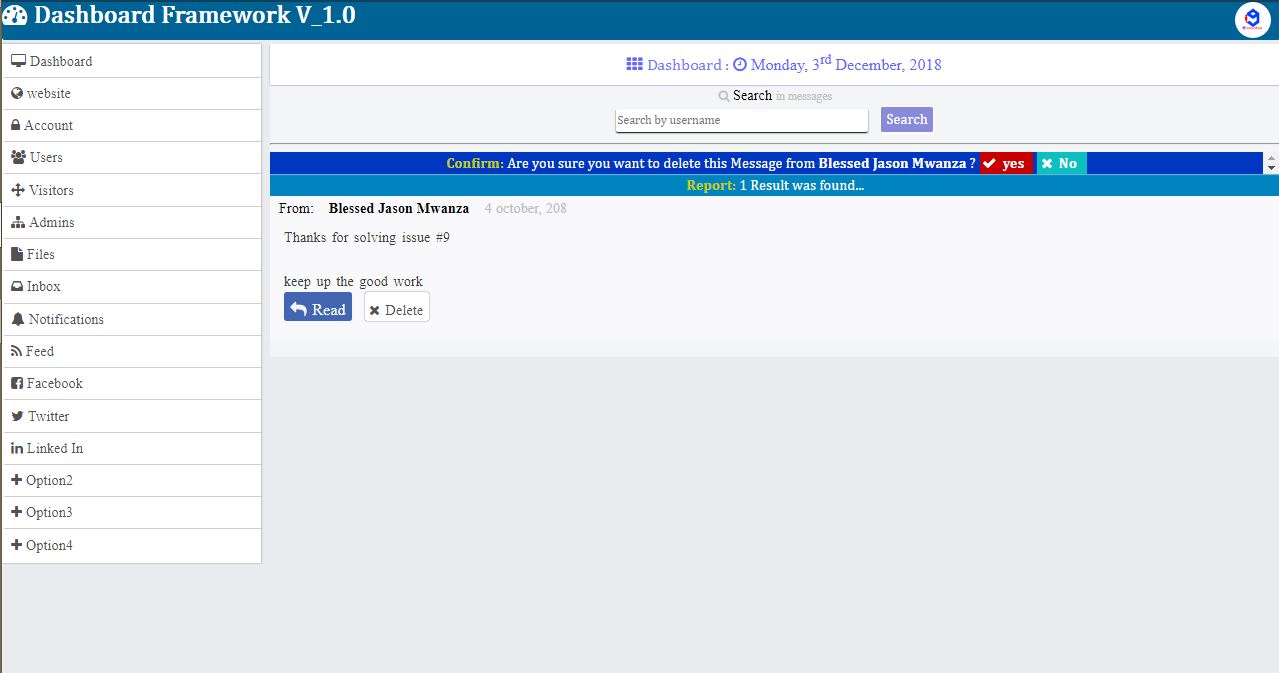 Dashboard Framework V_1.0
Dashboard
website
Account
Users
Visitors
Admins
Files
Inbox
Notifications
Feed
Facebook
Twitter
Linked In
Option2
Option3
Option4
Dashboard : Monday, 3rd December, 2018
Search in messages
Search by username Search
Confirm: Are you sure you want to delete this Message from Blessed Jason Mwanza ? yes No
Report: 1 Result was found...
From: Blessed Jason Mwanza 4 october, 208
Thanks for solving issue #9
keep up the good work
Read Delete